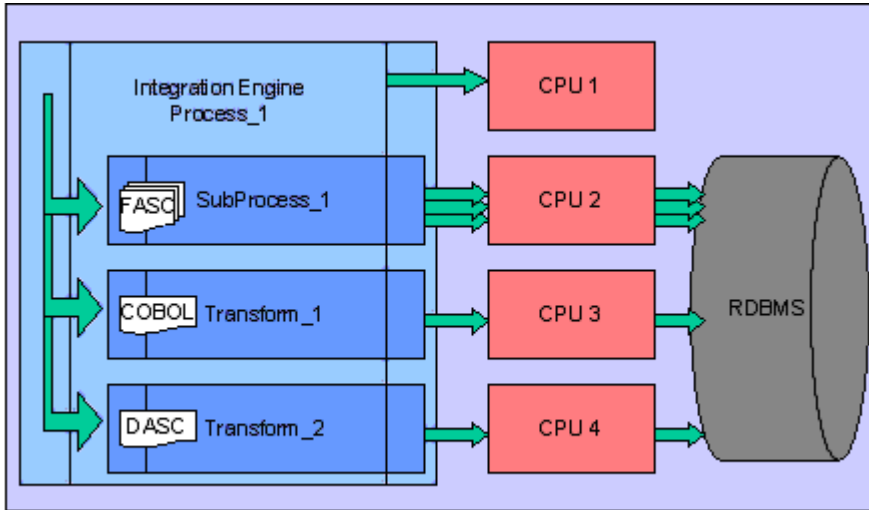 Integration Engine
Process_1
CPU 1
FASC
SubProcess_1
CPU 2
COBOL
Transform_1
CPU 3
RDBMS
DASC
Transform_2
CPU 4